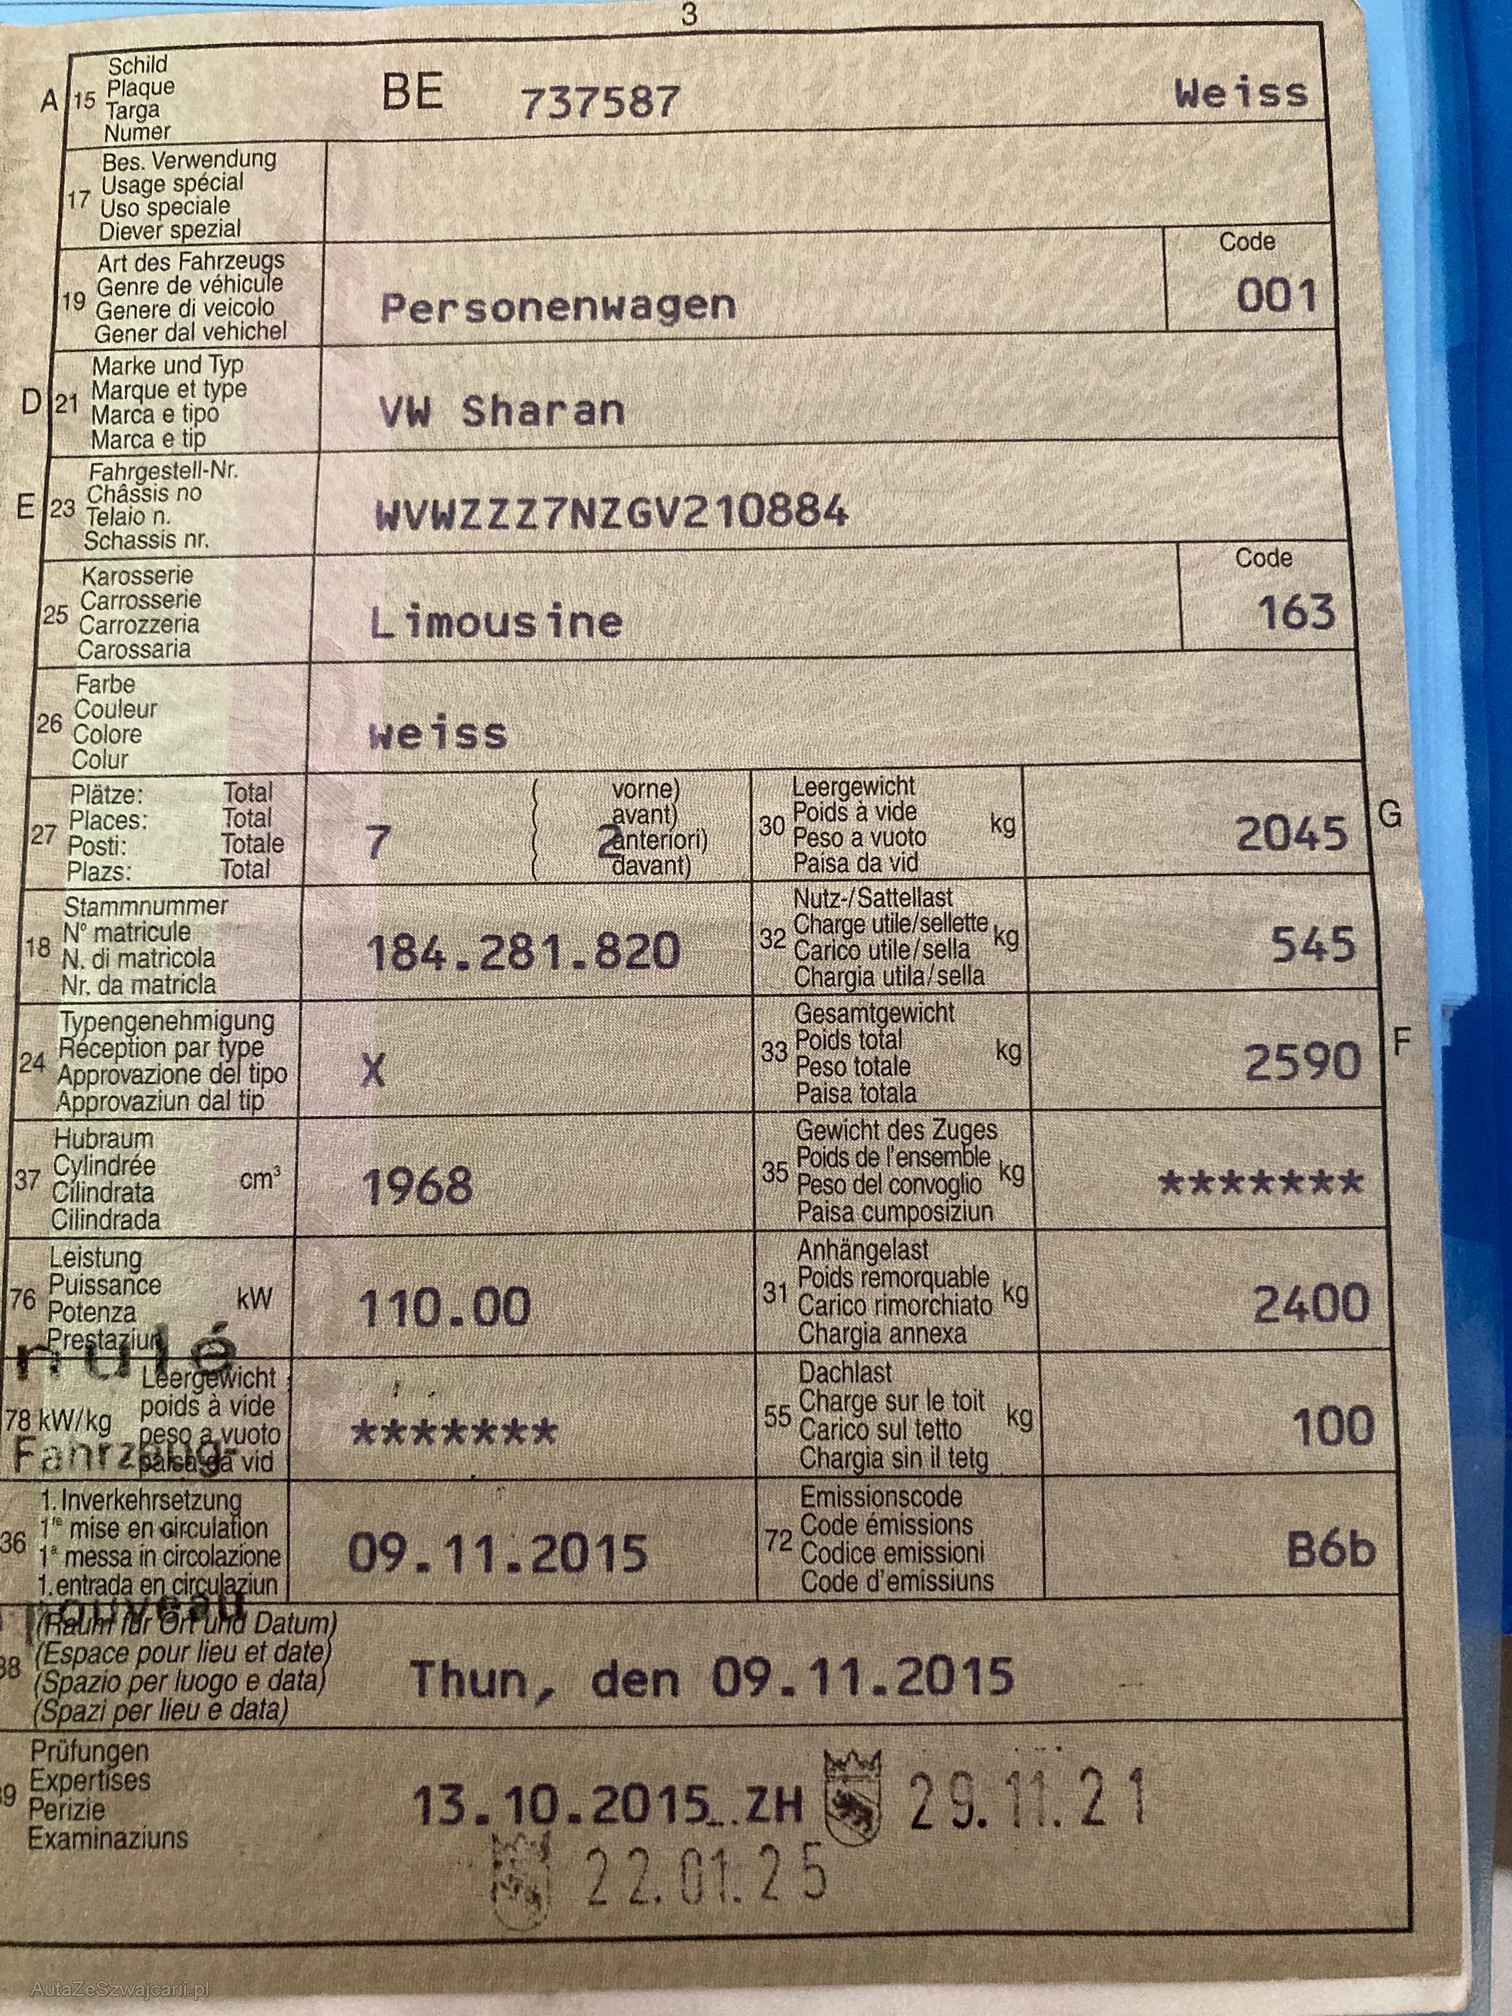 3
A 15 Schild
Plaque
Targa
Numer
BE 737587 Weiss
17 Bes. Verwendung
Usage spécial
Uso speciale
Diever spezial
19 Art des Fahrzeugs
Genre de véhicule
Genere di veicolo
Gener dal vehichel
Personenwagen
Code
001
D 21 Marke und Typ
Marque et type
Marca e tipo
Marca e tip
VW Sharan
E 23 Fahrgestell-Nr.
Châssis no
Telaio n.
Schassis nr.
WVWZZZ7NZGV210884
25 Karosserie
Carrosserie
Carrozzeria
Carossaria
Limousine
Code
163
26 Farbe
Couleur
Colore
Colur
weiss
27 Plätze: Total
Places: Total
Posti: Totale
Plazs: Total
7 ( 2 vorne)
( avant)
( anteriori)
( davant)
30 Leergewicht
Poids à vide
Peso a vuoto
Paisa da vid
kg
2045 G
18 Stammnummer
N° matricule
N. di matricola
Nr. da matricla
184.281.820
32 Nutz-/Sattellast
Charge utile/sellette
Carico utile/sella
Chargia utila/sella
kg
545
24 Typengenehmigung
Réception par type
Approvazione del tipo
Approvaziun dal tip
X
33 Gesamtgewicht
Poids total
Peso totale
Paisa totala
kg
2590 F
37 Hubraum
Cylindrée
Cilindrata
Cilindrada
cm³
1968
35 Gewicht des Zuges
Poids de l'ensemble
Peso del convoglio
Paisa cumposiziun
kg
*******
76 Leistung
Puissance
Potenza
Prestaziun
kW
110.00
31 Anhängelast
Poids remorquable
Carico rimorchiato
Chargia annexa
kg
2400
nulé
78 kW/kg Leergewicht
poids à vide
peso a vuoto
paisa da vid
Fahrzeug-
*******
55 Dachlast
Charge sur le toit
Carico sul tetto
Chargia sin il tetg
kg
100
36 1. Inverkehrsetzung
1re mise en circulation
1a messa in circolazione
1. entrada en circulaziun
09.11.2015
72 Emissionscode
Code émissions
Codice emissioni
Code d'emissiuns
B6b
nouveau
38 (Raum für Ort und Datum)
(Espace pour lieu et date)
(Spazio per luogo e data)
(Spazi per lieu e data)
Thun, den 09.11.2015
39 Prüfungen
Expertises
Perizie
Examinaziuns
13.10.2015 ZH 29.11.21
22.01.25
AutaZeSzwajcarii.pl